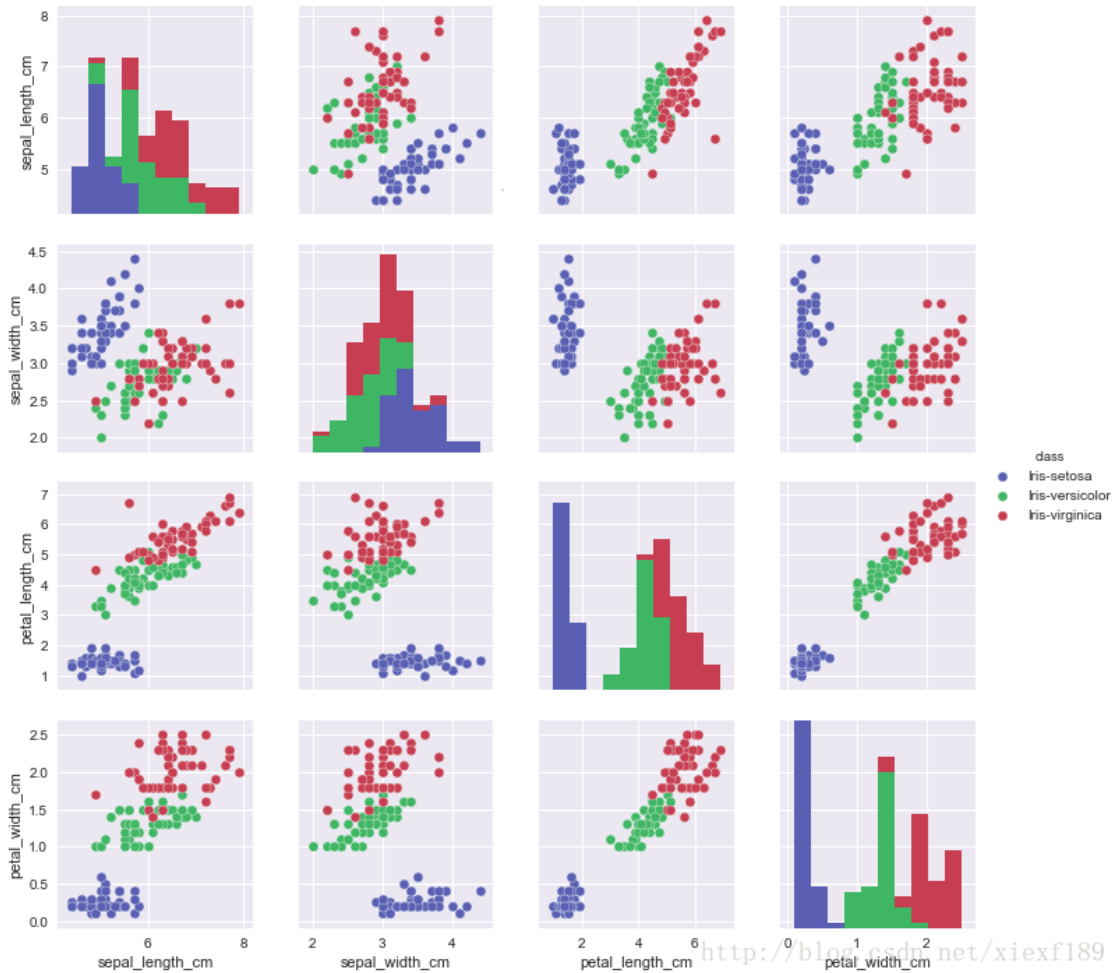 8
7
6
5
sepal_length_cm
4.5
4.0
3.5
3.0
2.5
2.0
sepal_width_cm
class
Iris-setosa
Iris-versicolor
Iris-virginica
7
6
5
4
3
2
1
petal_length_cm
2.5
2.0
1.5
1.0
0.5
0.0
petal_width_cm
6 8
2 3 4
2 4 6
0 1 2
sepal_length_cm
sepal_width_cm
petal_length_cm
petal_width_cm
http://blog.csdn.net/xiexf189